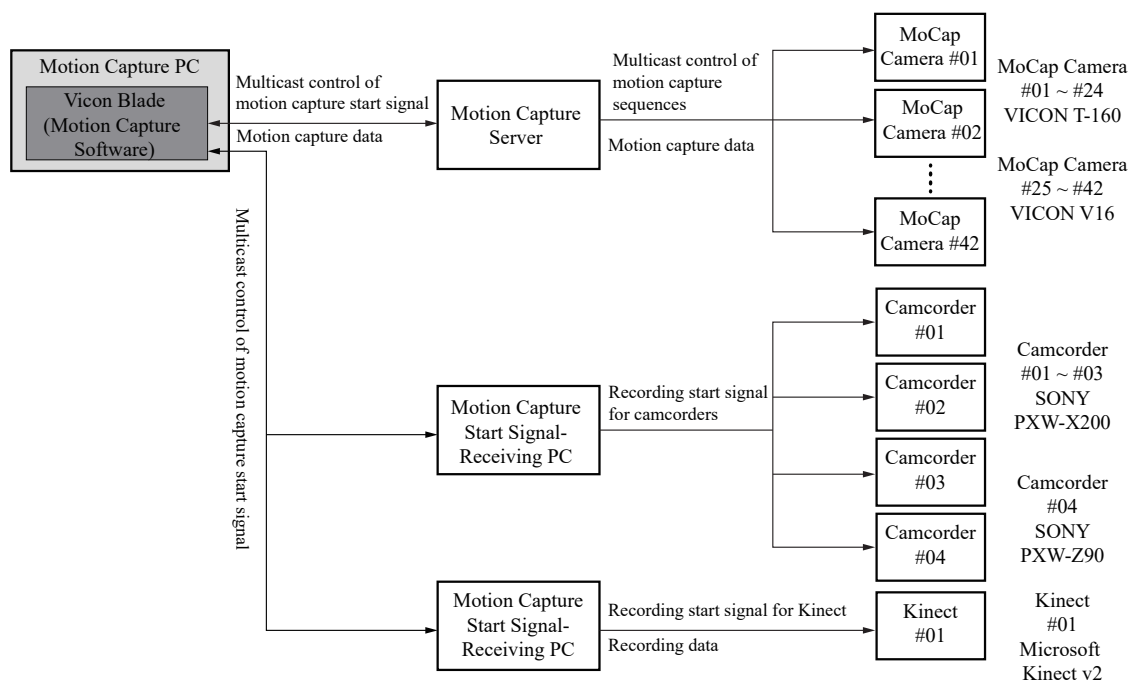 Motion Capture PC
Vicon Blade
(Motion Capture
Software)
Multicast control of
motion capture start signal
Motion capture data
Motion Capture
Server
Multicast control of
motion capture
sequences
Motion capture data
MoCap
Camera #01
MoCap
Camera #02
MoCap
Camera #42
MoCap Camera
#01 ~ #24
VICON T-160
MoCap Camera
#25 ~ #42
VICON V16
Multicast control of motion capture start signal
Motion Capture
Start Signal-
Receiving PC
Recording start signal
for camcorders
Camcorder
#01
Camcorder
#02
Camcorder
#03
Camcorder
#04
Camcorder
#01 ~ #03
SONY
PXW-X200
Camcorder
#04
SONY
PXW-Z90
Motion Capture
Start Signal-
Receiving PC
Recording start signal for Kinect
Recording data
Kinect
#01
Kinect
#01
Microsoft
Kinect v2